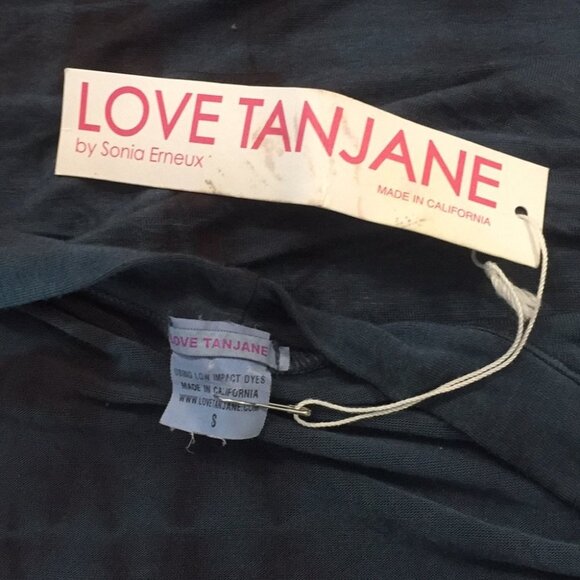 LOVE TANJANE
by Sonia Erneux
MADE IN CALIFORNIA
OVE TANJANE
USING LOW IMPACT DYES
MADE IN CALIFORNIA
WWW.LOVETANJANE.COM
S